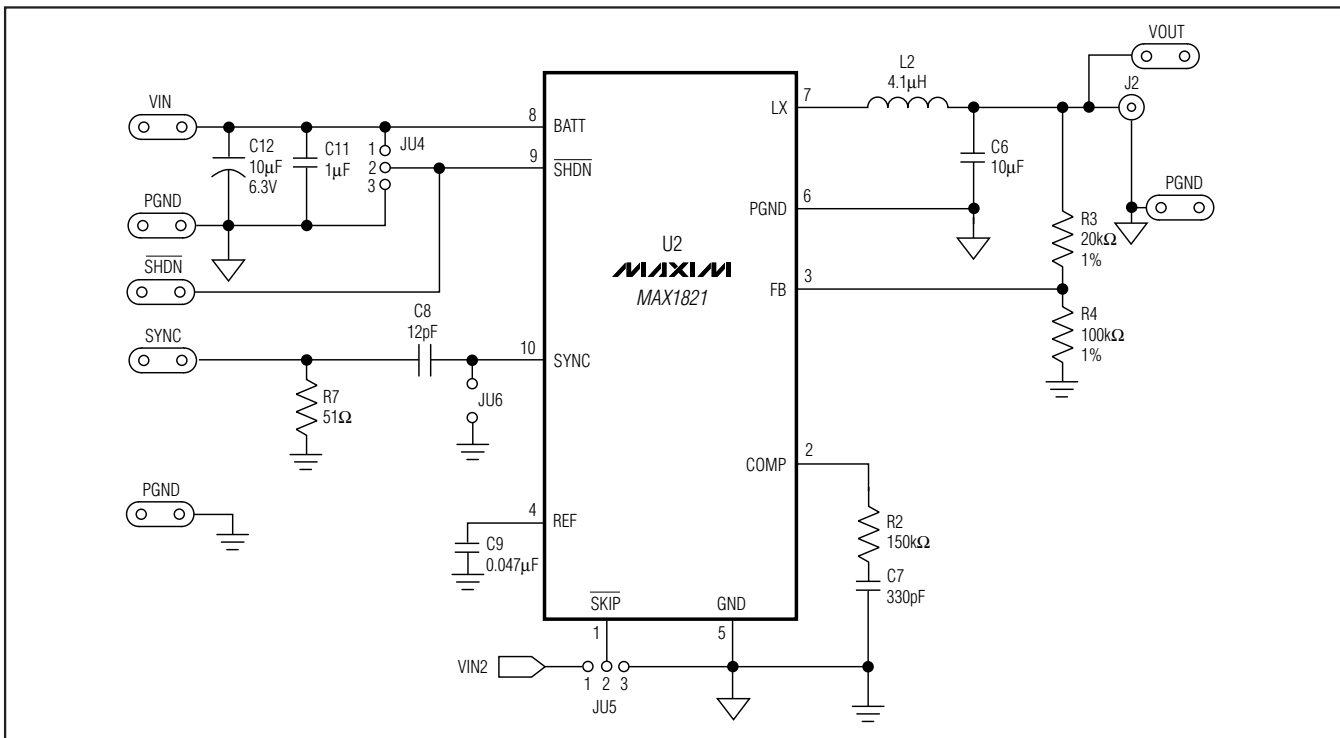 VOUT
L2
4.1μH
J2
VIN
7
LX
8
BATT
JU4
C12
10μF
6.3V
C11
1μF
1
2
3
9
SHDN
C6
10μF
PGND
PGND
6
PGND
R3
20kΩ
1%
U2
MAXIM
MAX1821
SHDN
3
FB
C8
12pF
R4
100kΩ
1%
SYNC
10
SYNC
R7
51Ω
JU6
2
COMP
PGND
4
REF
R2
150kΩ
C9
0.047μF
C7
330pF
SKIP
GND
1
5
VIN2
1 2 3
JU5